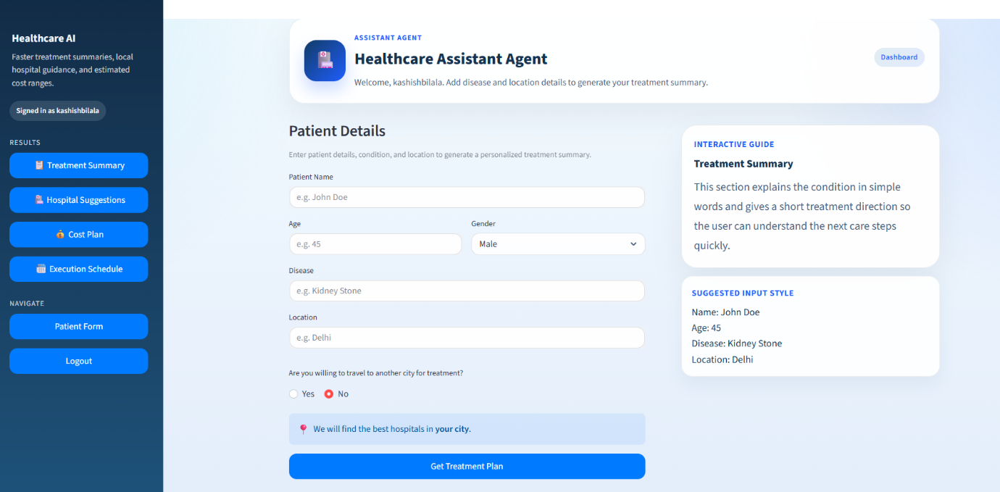 Healthcare AI
Faster treatment summaries, local
hospital guidance, and estimated
cost ranges.
Signed in as kashishbilala
RESULTS
Treatment Summary
Hospital Suggestions
Cost Plan
Execution Schedule
NAVIGATE
Patient Form
Logout
ASSISTANT AGENT
Healthcare Assistant Agent
Welcome, kashishbilala. Add disease and location details to generate your treatment summary.
Dashboard
Patient Details
Enter patient details, condition, and location to generate a personalized treatment summary.
Patient Name
e.g. John Doe
Age
e.g. 45
Gender
Male
Disease
e.g. Kidney Stone
Location
e.g. Delhi
Are you willing to travel to another city for treatment?
Yes
No
We will find the best hospitals in your city.
Get Treatment Plan
INTERACTIVE GUIDE
Treatment Summary
This section explains the condition in simple
words and gives a short treatment direction so
the user can understand the next care steps
quickly.
SUGGESTED INPUT STYLE
Name: John Doe
Age: 45
Disease: Kidney Stone
Location: Delhi